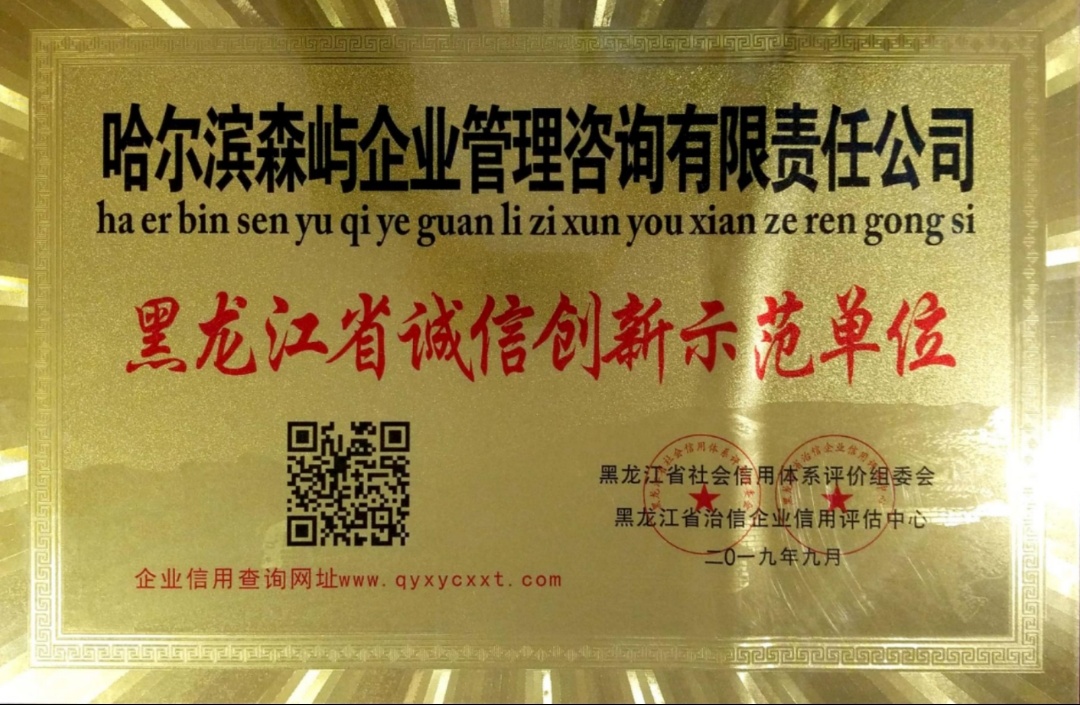 哈尔滨森屿企业管理咨询有限责任公司
ha er bin sen yu qi ye guan li zi xun you xian ze ren gong si
黑龙江省诚信创新示范单位
黑龙江省社会信用体系评价组委会
黑龙江省治信企业信用评估中心
二0一九年九月
企业信用查询网址www.qyxycxxt.com